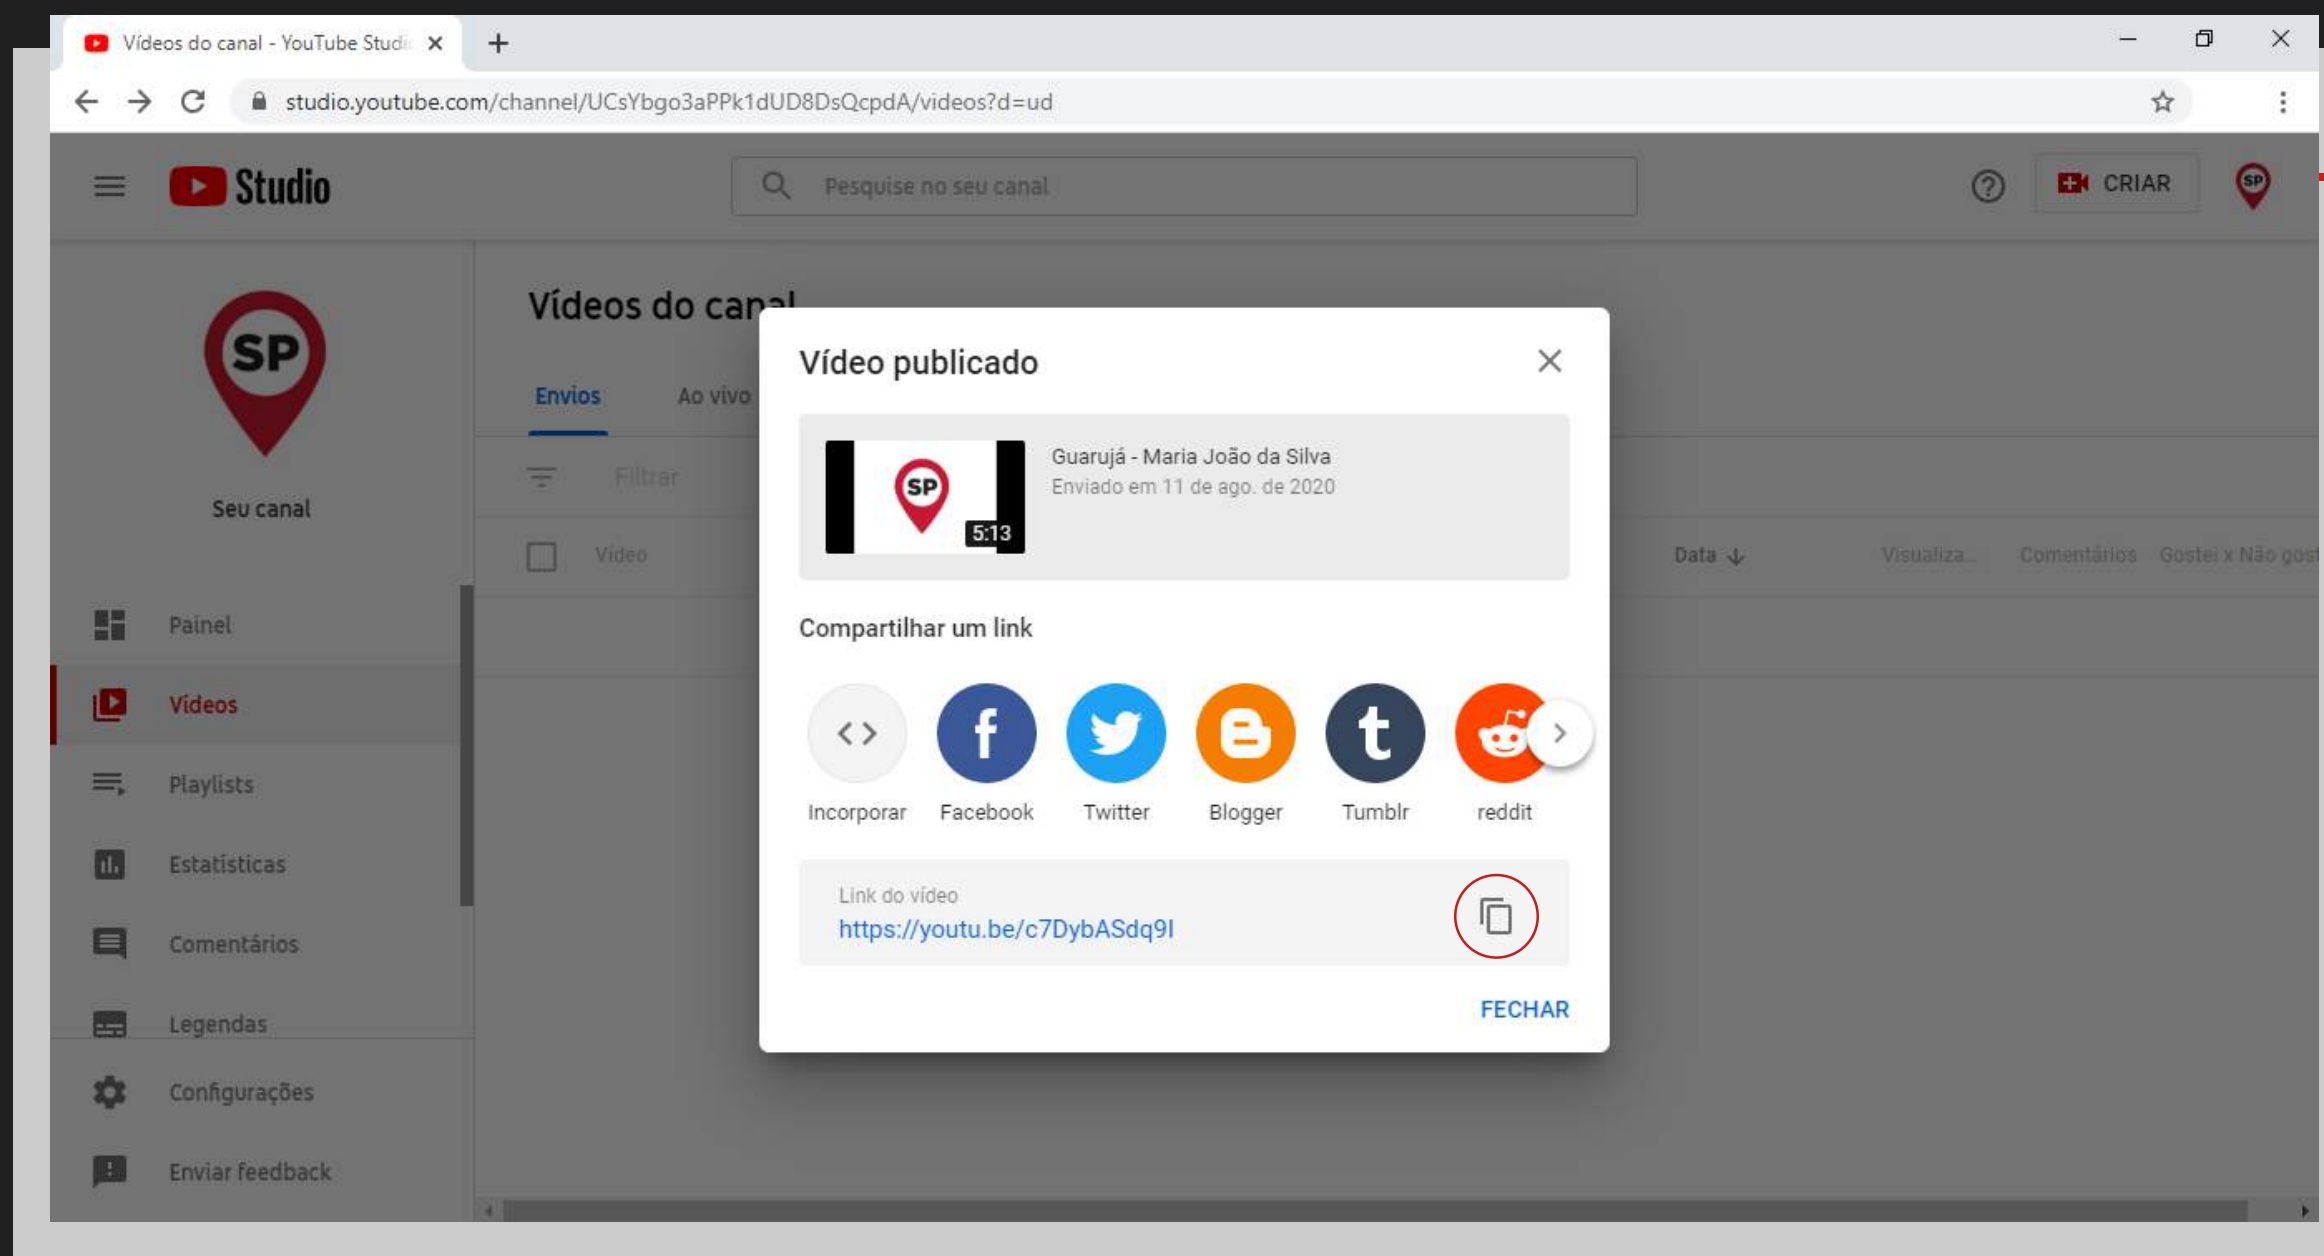 Vídeos do canal - YouTube Studi
studio.youtube.com/channel/UCsYbgo3aPPk1dUD8DsQcpdA/videos?d=ud
Studio
Pesquise no seu canal
CRIAR
SP
SP
Seu canal
Painel
Vídeos
Playlists
Estatísticas
Comentários
Legendas
Configurações
Enviar feedback
Vídeos do canal
Envios
Ao vivo
Filtrar
Vídeo
Data
Visualiza...
Comentários
Gostei x Não gost
Vídeo publicado
SP
5:13
Guarujá - Maria João da Silva
Enviado em 11 de ago. de 2020
Compartilhar um link
Incorporar
Facebook
Twitter
Blogger
Tumblr
reddit
Link do vídeo
https://youtu.be/c7DybASdq9I
FECHAR